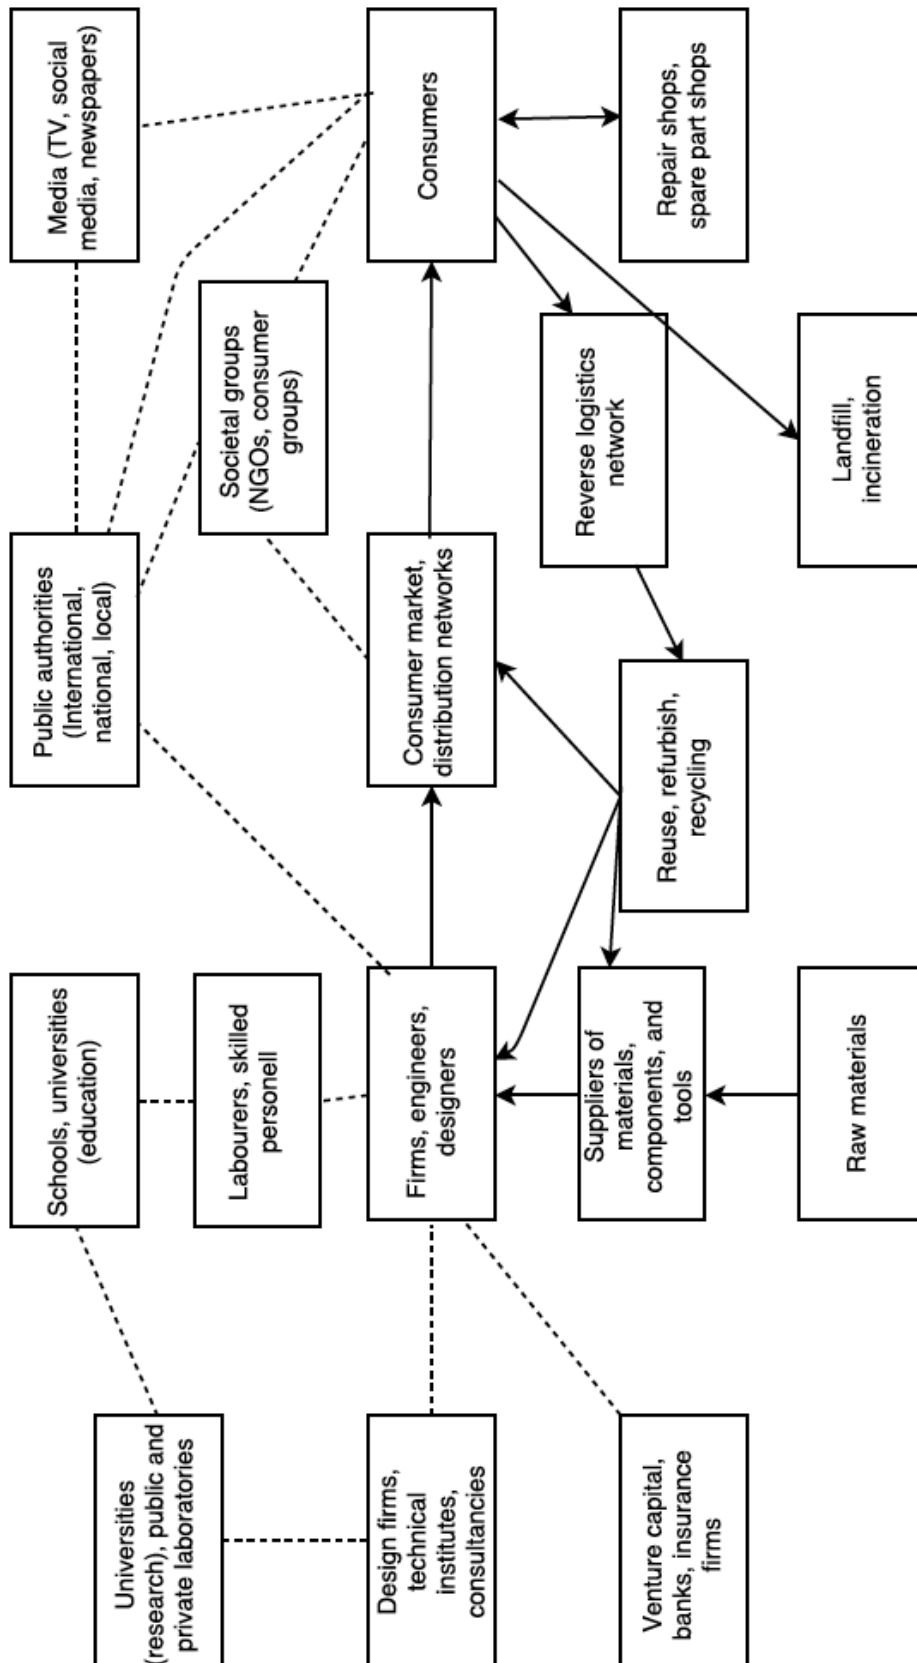 Universities
(research), public and
private laboratories
Schools, universities
(education)
Public authorities
(International,
national, local)
Media (TV, social
media, newspapers)
Labourers, skilled
personell
Societal groups
(NGOs, consumer
groups)
Design firms,
technical
institutes,
consultancies
Firms, engineers,
designers
Consumer market,
distribution networks
Consumers
Suppliers of
materials,
components, and
tools
Reverse logistics
network
Venture capital,
banks, insurance
firms
Reuse, refurbish,
recycling
Repair shops,
spare part shops
Raw materials
Landfill,
incineration